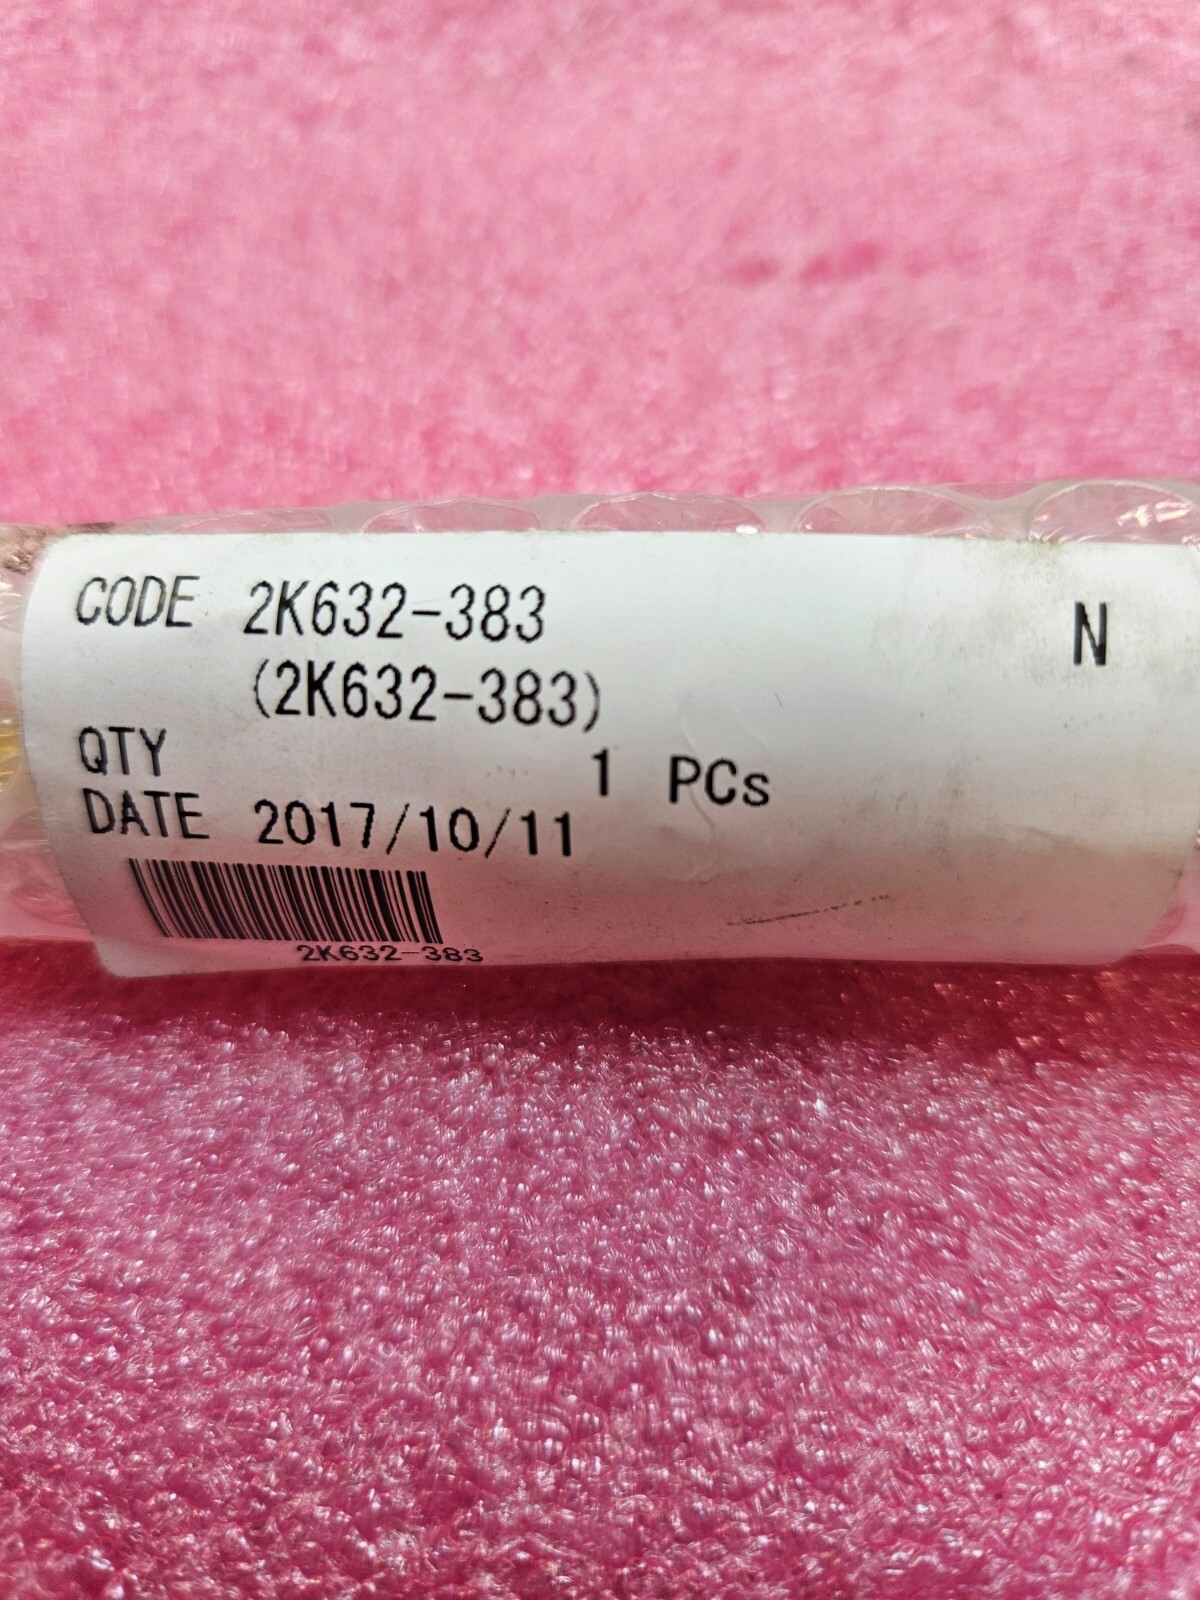 CODE 2K632-383 N
(2K632-383)
QTY 1 PCs
DATE 2017/10/11
2K632-383